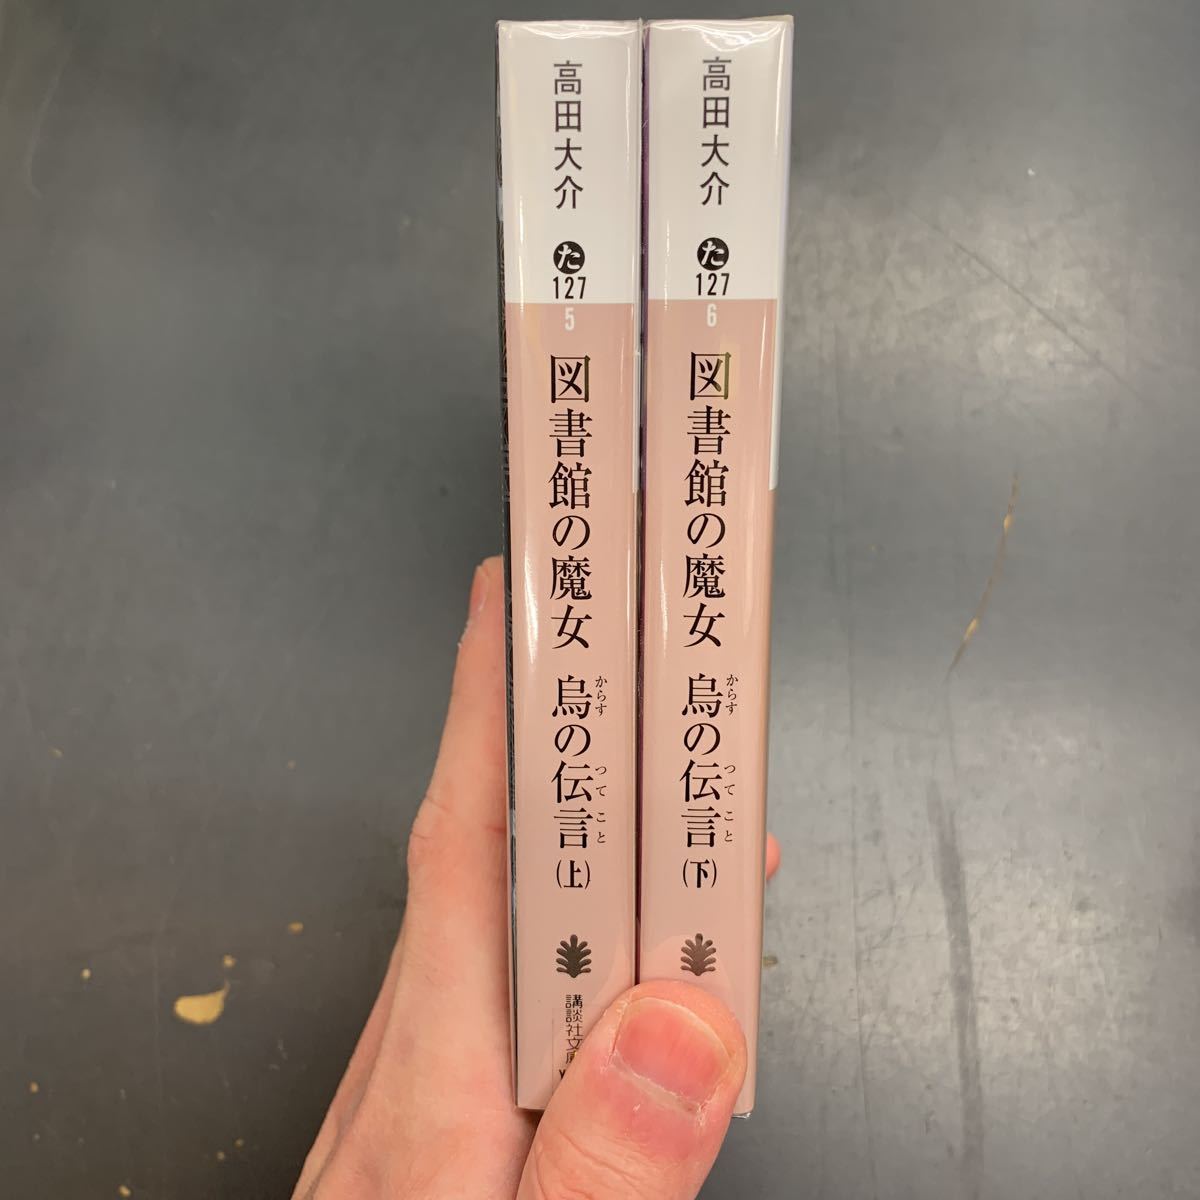 高田大介
た
127
5
図書館の魔女 烏の伝言(上)
からす
つてこと
講談社文庫
高田大介
た
127
6
図書館の魔女 烏の伝言(下)
からす
つてこと